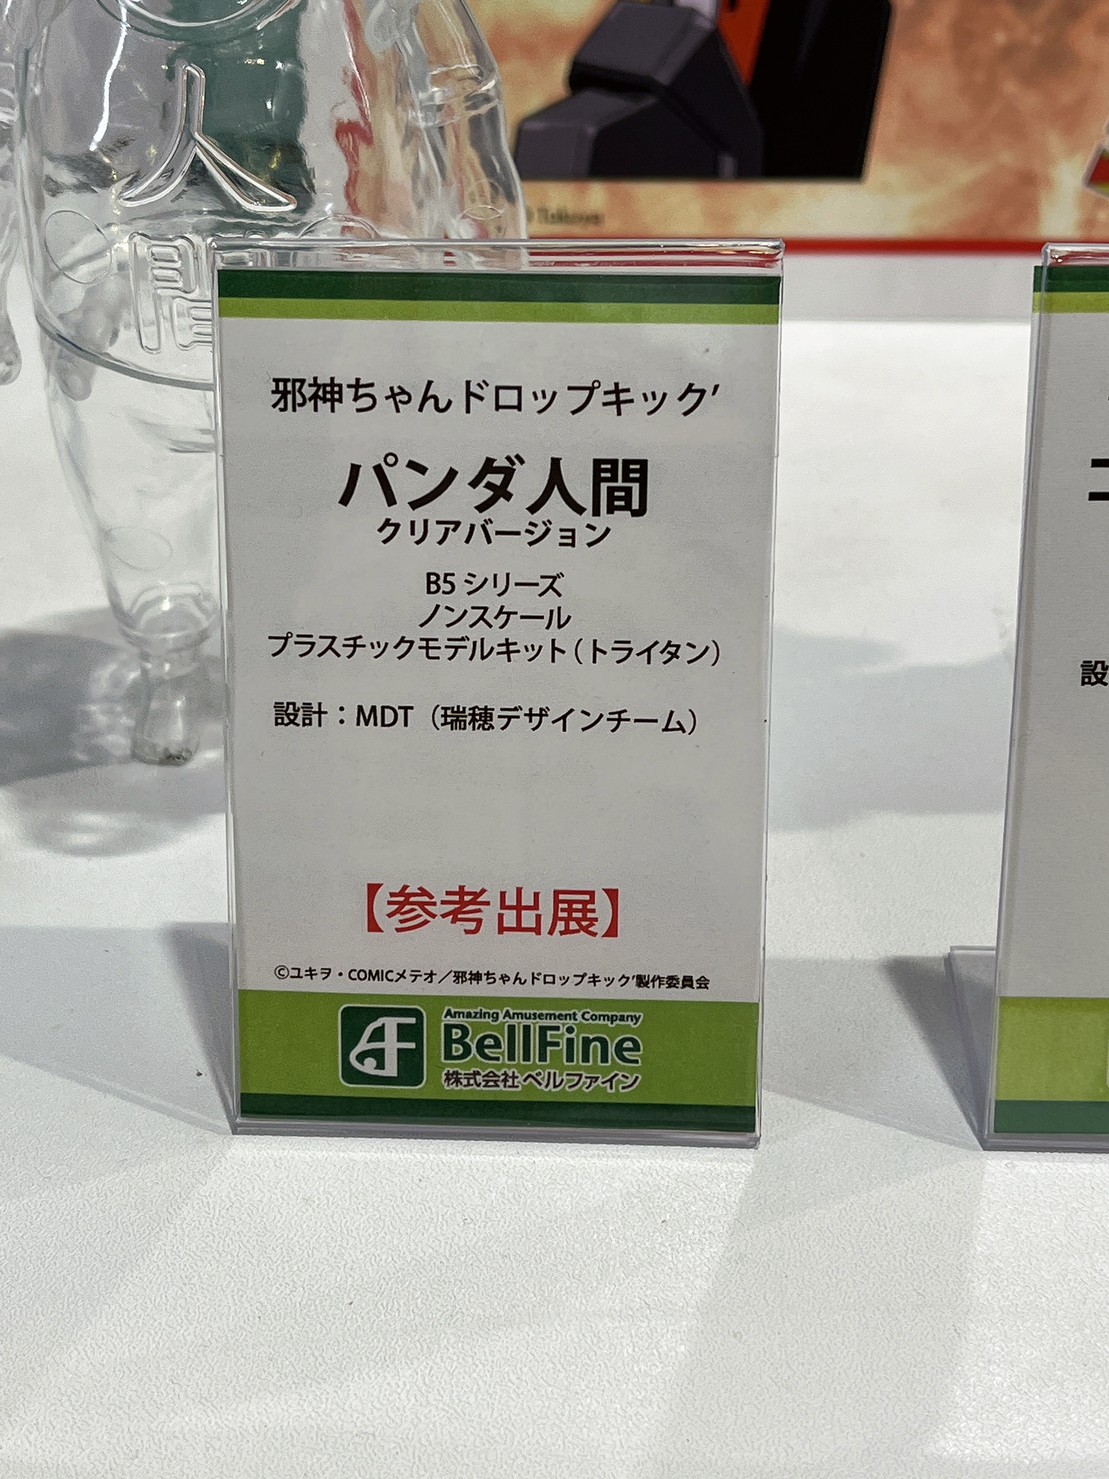 人
間
邪神ちゃんドロップキック’
パンダ人間
クリアバージョン
B5 シリーズ
ノンスケール
プラスチックモデルキット（トライタン）
設計：MDT（瑞穂デザインチーム）
【参考出展】
©ユキヲ・COMICメテオ／邪神ちゃんドロップキック’製作委員会
Amazing Amusement Company
BellFine
株式会社ベルファイン
設